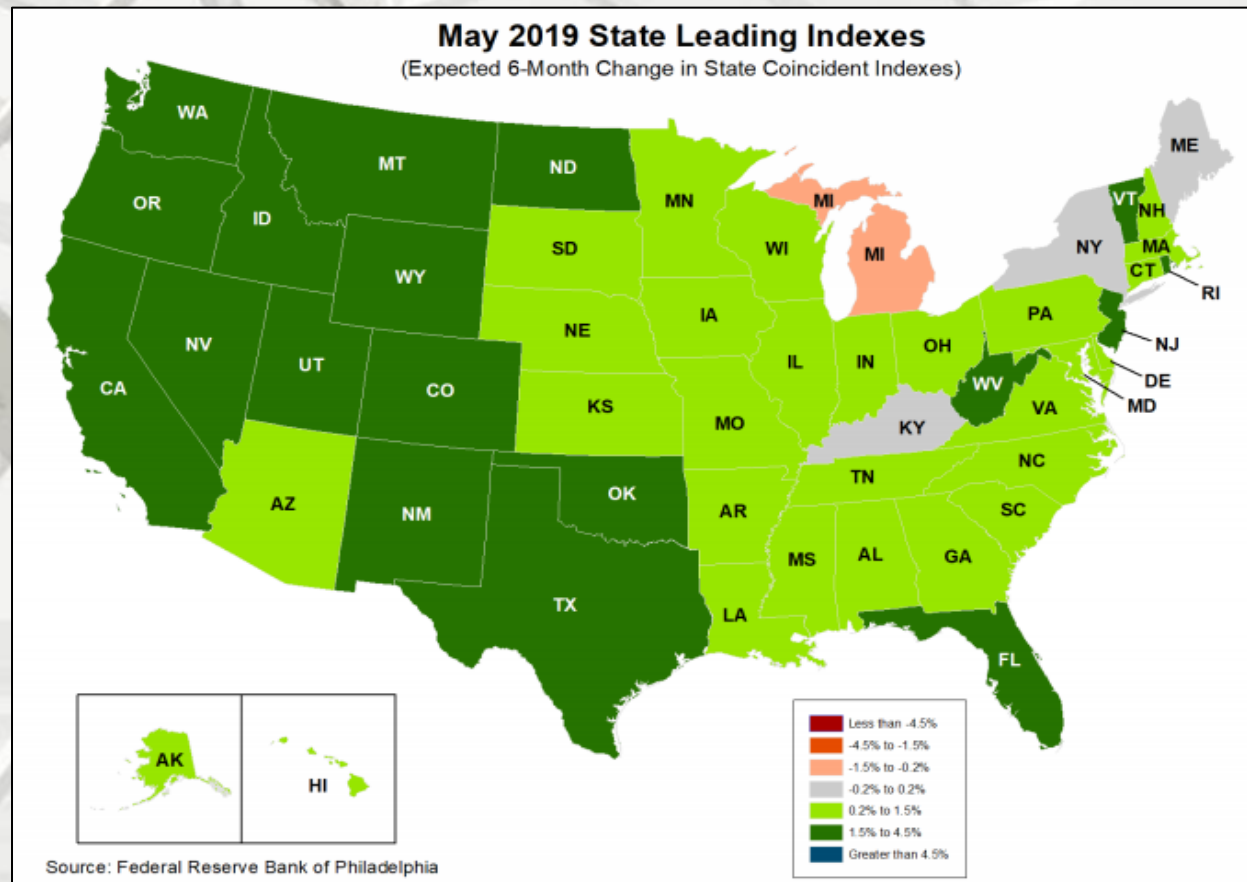 May 2019 State Leading Indexes
(Expected 6-Month Change in State Coincident Indexes)
WA
MT
ND
MN
ME
OR
ID
SD
WI
MI
MI
VT
NH
NY
MA
CT
RI
WY
IA
PA
NJ
NV
NE
IL
IN
OH
DE
MD
CA
UT
CO
KS
MO
WV
VA
KY
AZ
NM
OK
AR
TN
NC
SC
MS
AL
GA
TX
LA
FL
AK
HI
Less than -4.5%
-4.5% to -1.5%
-1.5% to -0.2%
-0.2% to 0.2%
0.2% to 1.5%
1.5% to 4.5%
Greater than 4.5%
Source: Federal Reserve Bank of Philadelphia